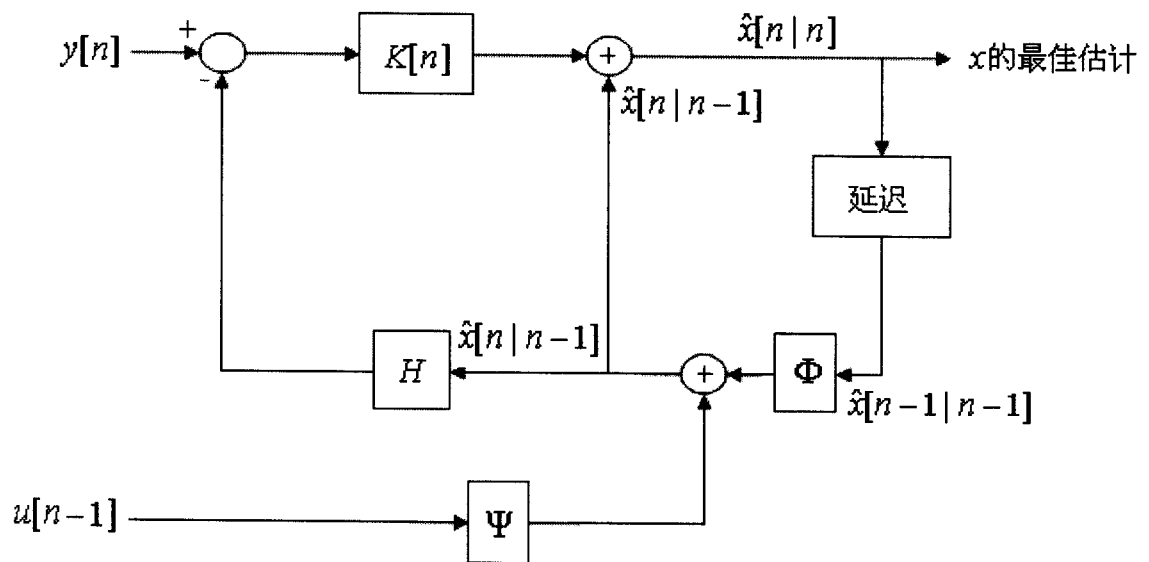 y[n]
+
-
K[n]
+
x̂[n | n]
x的最佳估计
x̂[n | n-1]
延迟
H
x̂[n | n-1]
+
Φ
x̂[n-1 | n-1]
u[n-1]
Ψ